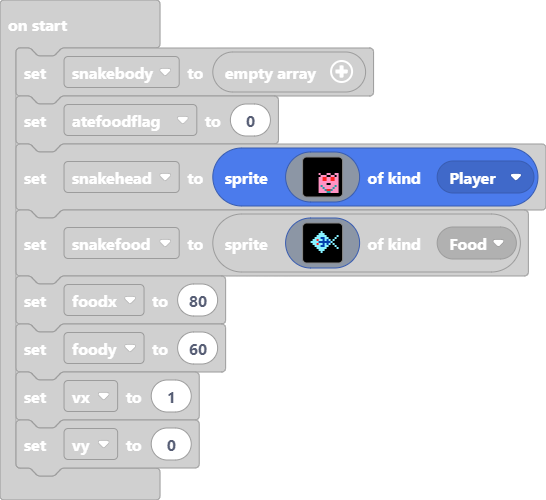 on start
set snakebody to empty array
set atefoodflag to 0
set snakehead to sprite of kind Player
set snakefood to sprite of kind Food
set foodx to 80
set foody to 60
set vx to 1
set vy to 0